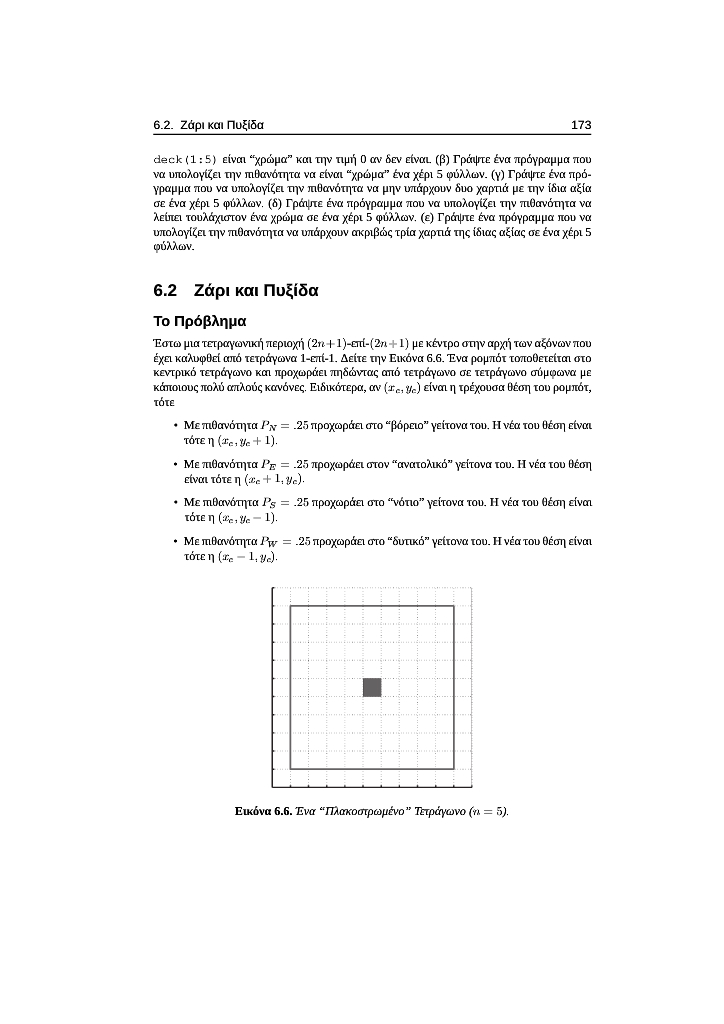 6.2. Ζάρι και Πυξίδα 173
deck(1:5) είναι “χρώμα” και την τιμή 0 αν δεν είναι. (β) Γράψτε ένα πρόγραμμα που
να υπολογίζει την πιθανότητα να είναι “χρώμα” ένα χέρι 5 φύλλων. (γ) Γράψτε ένα πρό-
γραμμα που να υπολογίζει την πιθανότητα να μην υπάρχουν δυο χαρτιά με την ίδια αξία
σε ένα χέρι 5 φύλλων. (δ) Γράψτε ένα πρόγραμμα που να υπολογίζει την πιθανότητα να
λείπει τουλάχιστον ένα χρώμα σε ένα χέρι 5 φύλλων. (ε) Γράψτε ένα πρόγραμμα που να
υπολογίζει την πιθανότητα να υπάρχουν ακριβώς τρία χαρτιά της ίδιας αξίας σε ένα χέρι 5
φύλλων.
6.2 Ζάρι και Πυξίδα
Το Πρόβλημα
Έστω μια τετραγωνική περιοχή (2n+1)-επί-(2n+1) με κέντρο στην αρχή των αξόνων που
έχει καλυφθεί από τετράγωνα 1-επί-1. Δείτε την Εικόνα 6.6. Ένα ρομπότ τοποθετείται στο
κεντρικό τετράγωνο και προχωράει πηδώντας από τετράγωνο σε τετράγωνο σύμφωνα με
κάποιους πολύ απλούς κανόνες. Ειδικότερα, αν (x_c, y_c) είναι η τρέχουσα θέση του ρομπότ,
τότε
• Με πιθανότητα P_N = .25 προχωράει στο “βόρειο” γείτονα του. Η νέα του θέση είναι
τότε η (x_c, y_c + 1).
• Με πιθανότητα P_E = .25 προχωράει στον “ανατολικό” γείτονα του. Η νέα του θέση
είναι τότε η (x_c + 1, y_c).
• Με πιθανότητα P_S = .25 προχωράει στο “νότιο” γείτονα του. Η νέα του θέση είναι
τότε η (x_c, y_c − 1).
• Με πιθανότητα P_W = .25 προχωράει στο “δυτικό” γείτονα του. Η νέα του θέση είναι
τότε η (x_c − 1, y_c).
Εικόνα 6.6. Ένα “Πλακοστρωμένο” Τετράγωνο (n = 5).